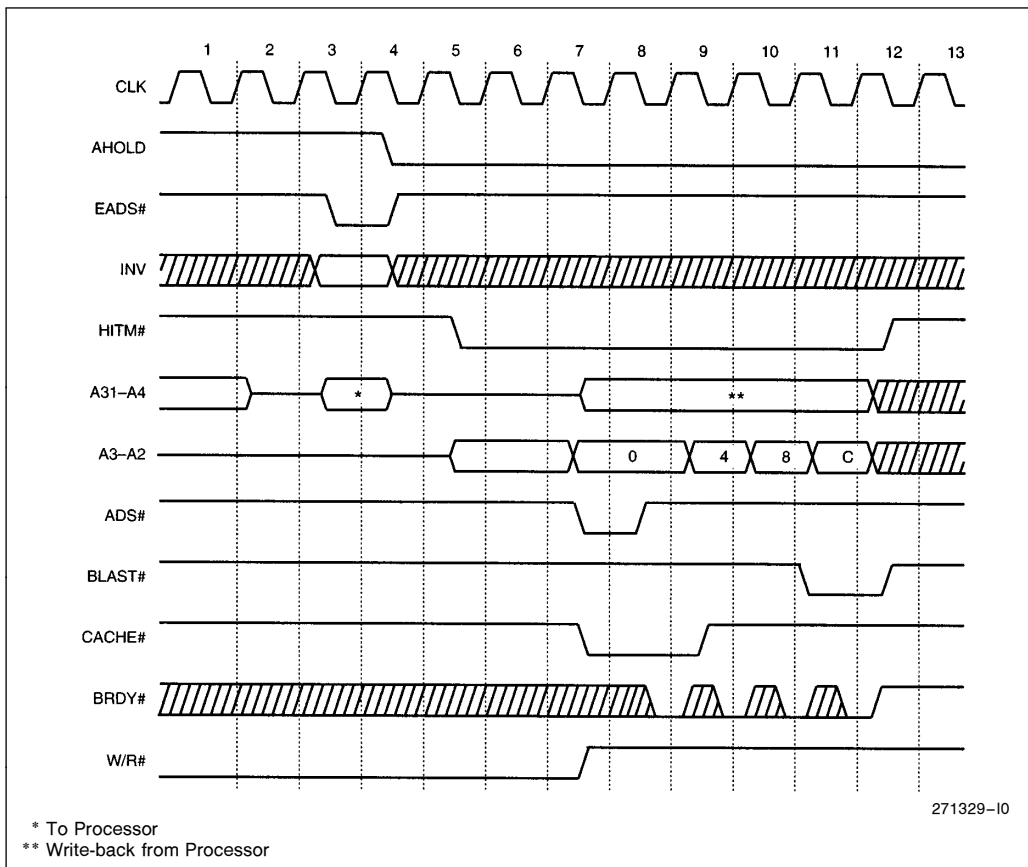 1 2 3 4 5 6 7 8 9 10 11 12 13
CLK
AHOLD
EADS#
INV
HITM#
A31–A4 * **
A3–A2 0 4 8 C
ADS#
BLAST#
CACHE#
BRDY#
W/R#
271329–I0
* To Processor
** Write-back from Processor